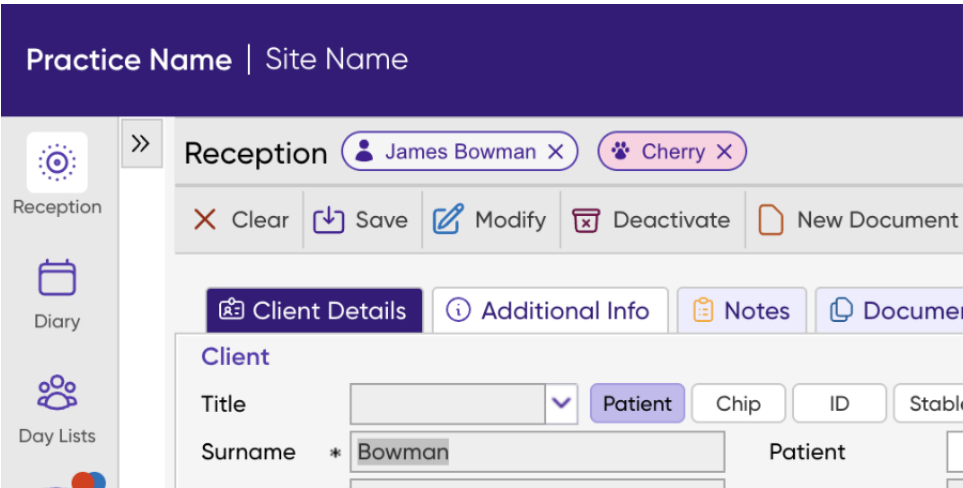 Practice Name | Site Name
Reception James Bowman Cherry
Reception
Clear Save Modify Deactivate New Document
Diary
Client Details Additional Info Notes
Client
Title Patient Chip ID
Day Lists
Surname * Bowman Patient